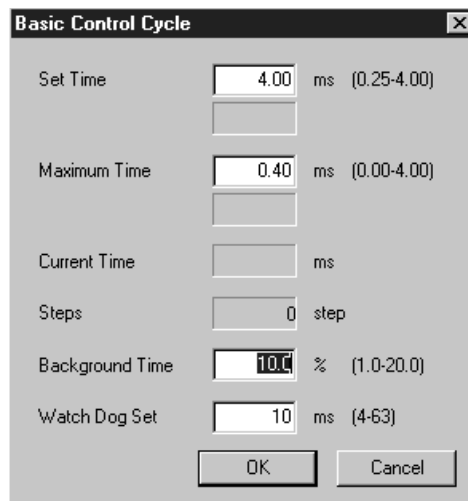 Basic Control Cycle
Set Time 4.00 ms (0.25-4.00)
Maximum Time 0.40 ms (0.00-4.00)
Current Time ms
Steps 0 step
Background Time 10.0 % (1.0-20.0)
Watch Dog Set 10 ms (4-63)
OK Cancel